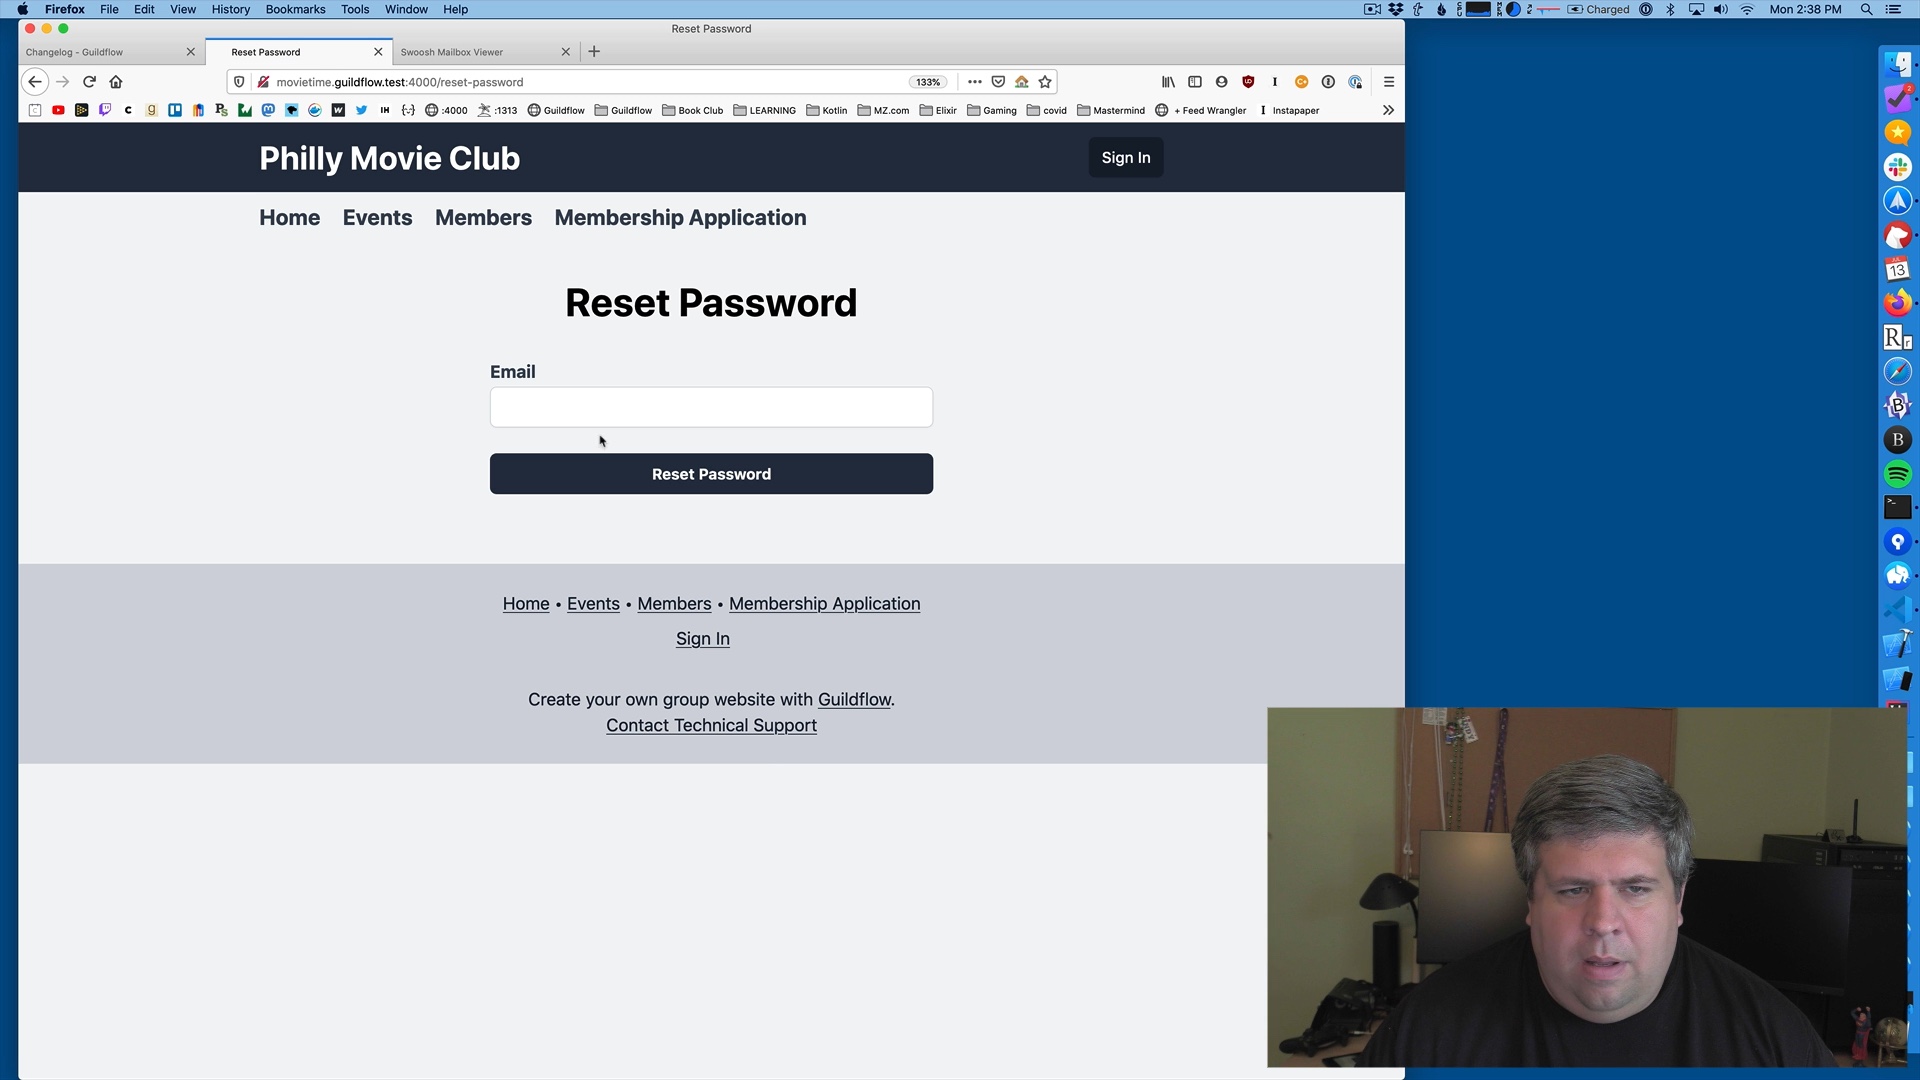 Firefox File Edit View History Bookmarks Tools Window Help
Charged Mon 2:38 PM
Reset Password
Changelog - Guildflow Reset Password Swoosh Mailbox Viewer
movietime.guildflow.test:4000/reset-password 133%
:4000 :1313 Guildflow Guildflow Book Club LEARNING Kotlin MZ.com Elixir Gaming covid Mastermind + Feed Wrangler I Instapaper
Philly Movie Club
Sign In
Home Events Members Membership Application
Reset Password
Email
Reset Password
Home • Events • Members • Membership Application
Sign In
Create your own group website with Guildflow.
Contact Technical Support